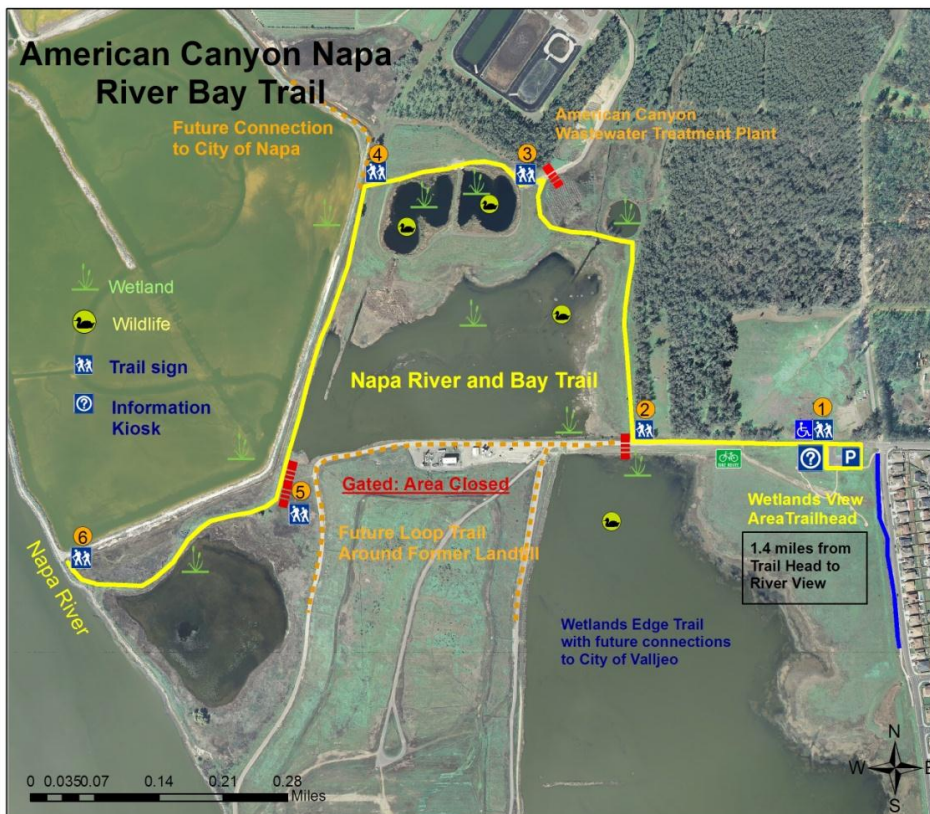 American Canyon Napa
River Bay Trail
Future Connection
to City of Napa
4
3
American Canyon
Wastewater Treatment Plant
Wetland
Wildlife
Trail sign
Information
Kiosk
Napa River and Bay Trail
2
1
?
P
BIKE ROUTE
Gated: Area Closed
5
Wetlands View
AreaTrailhead
Future Loop Trail
Around Former Landfill
1.4 miles from
Trail Head to
River View
6
Napa River
Wetlands Edge Trail
with future connections
to City of Valljeo
N
W E
S
0 0.035 0.07 0.14 0.21 0.28
Miles